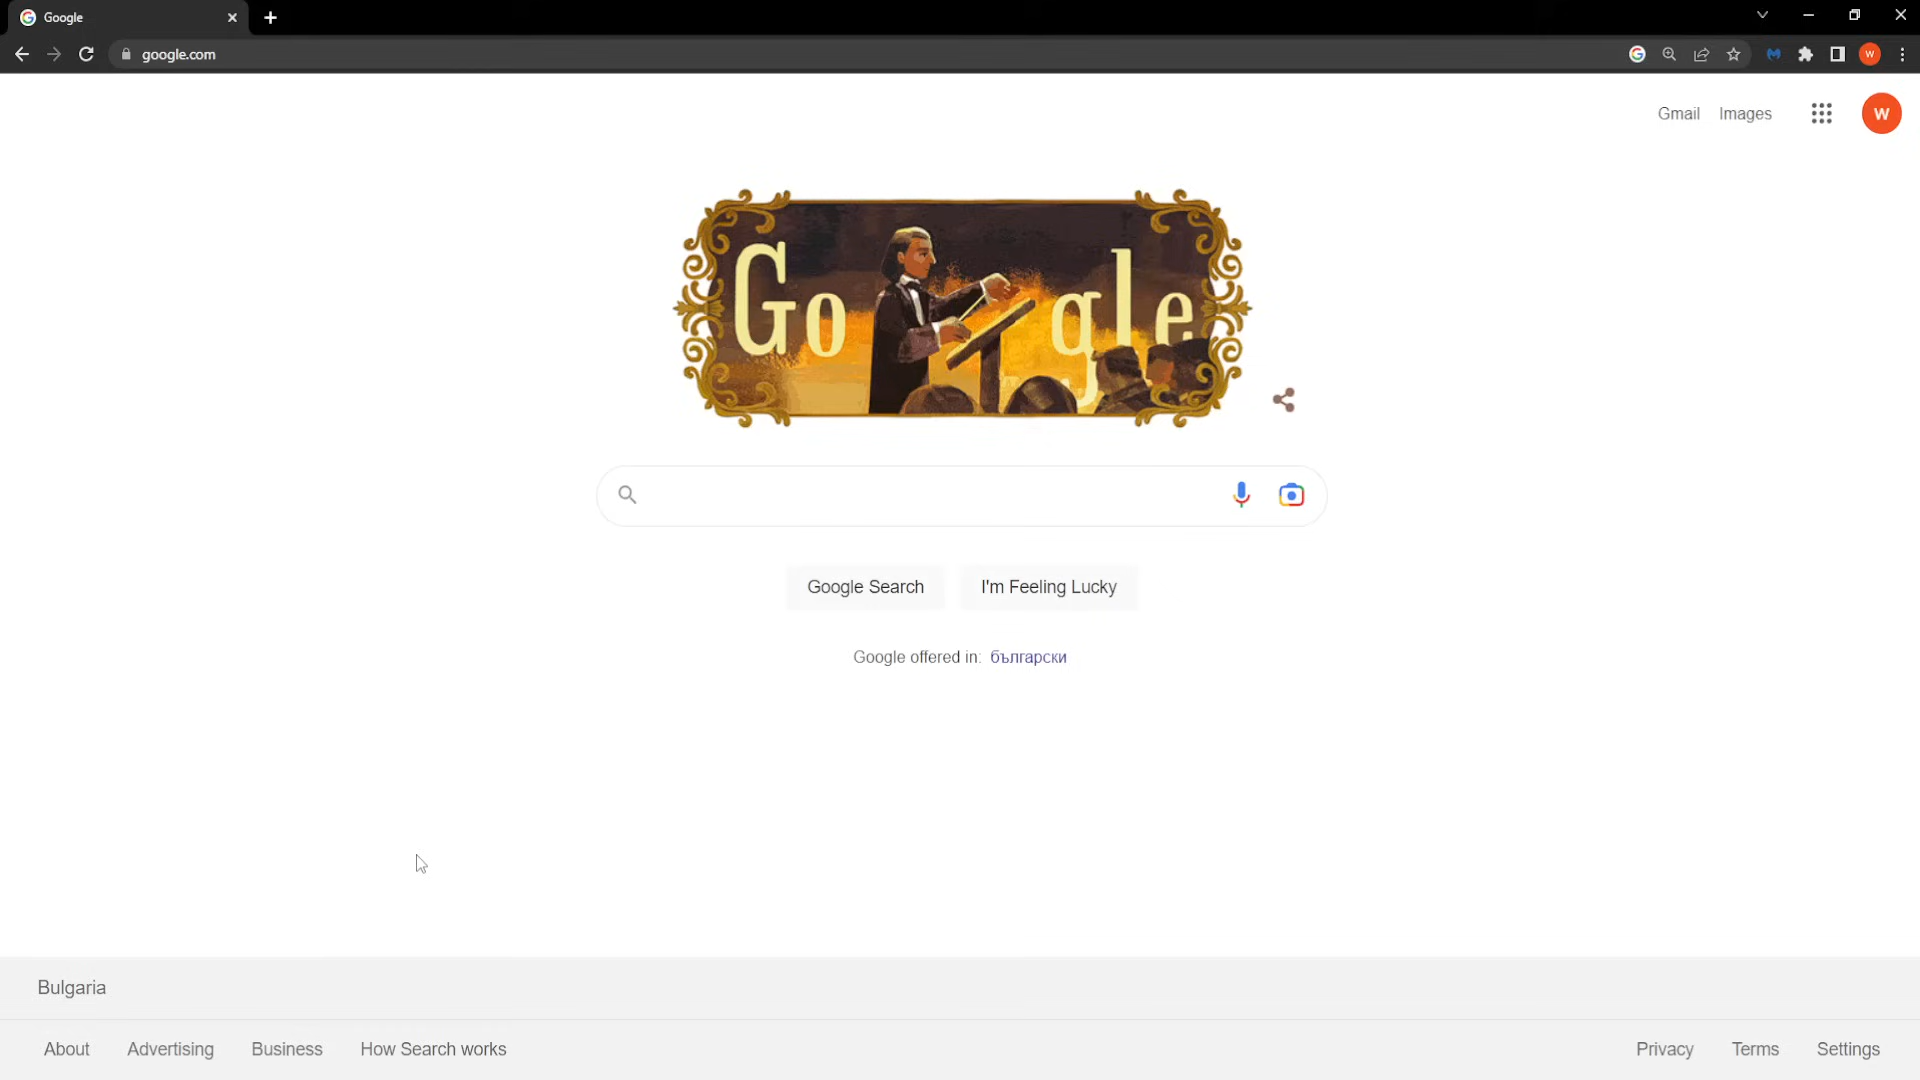 Google
google.com
W
Gmail Images
W
Google
Google Search I'm Feeling Lucky
Google offered in: български
Bulgaria
About Advertising Business How Search works Privacy Terms Settings